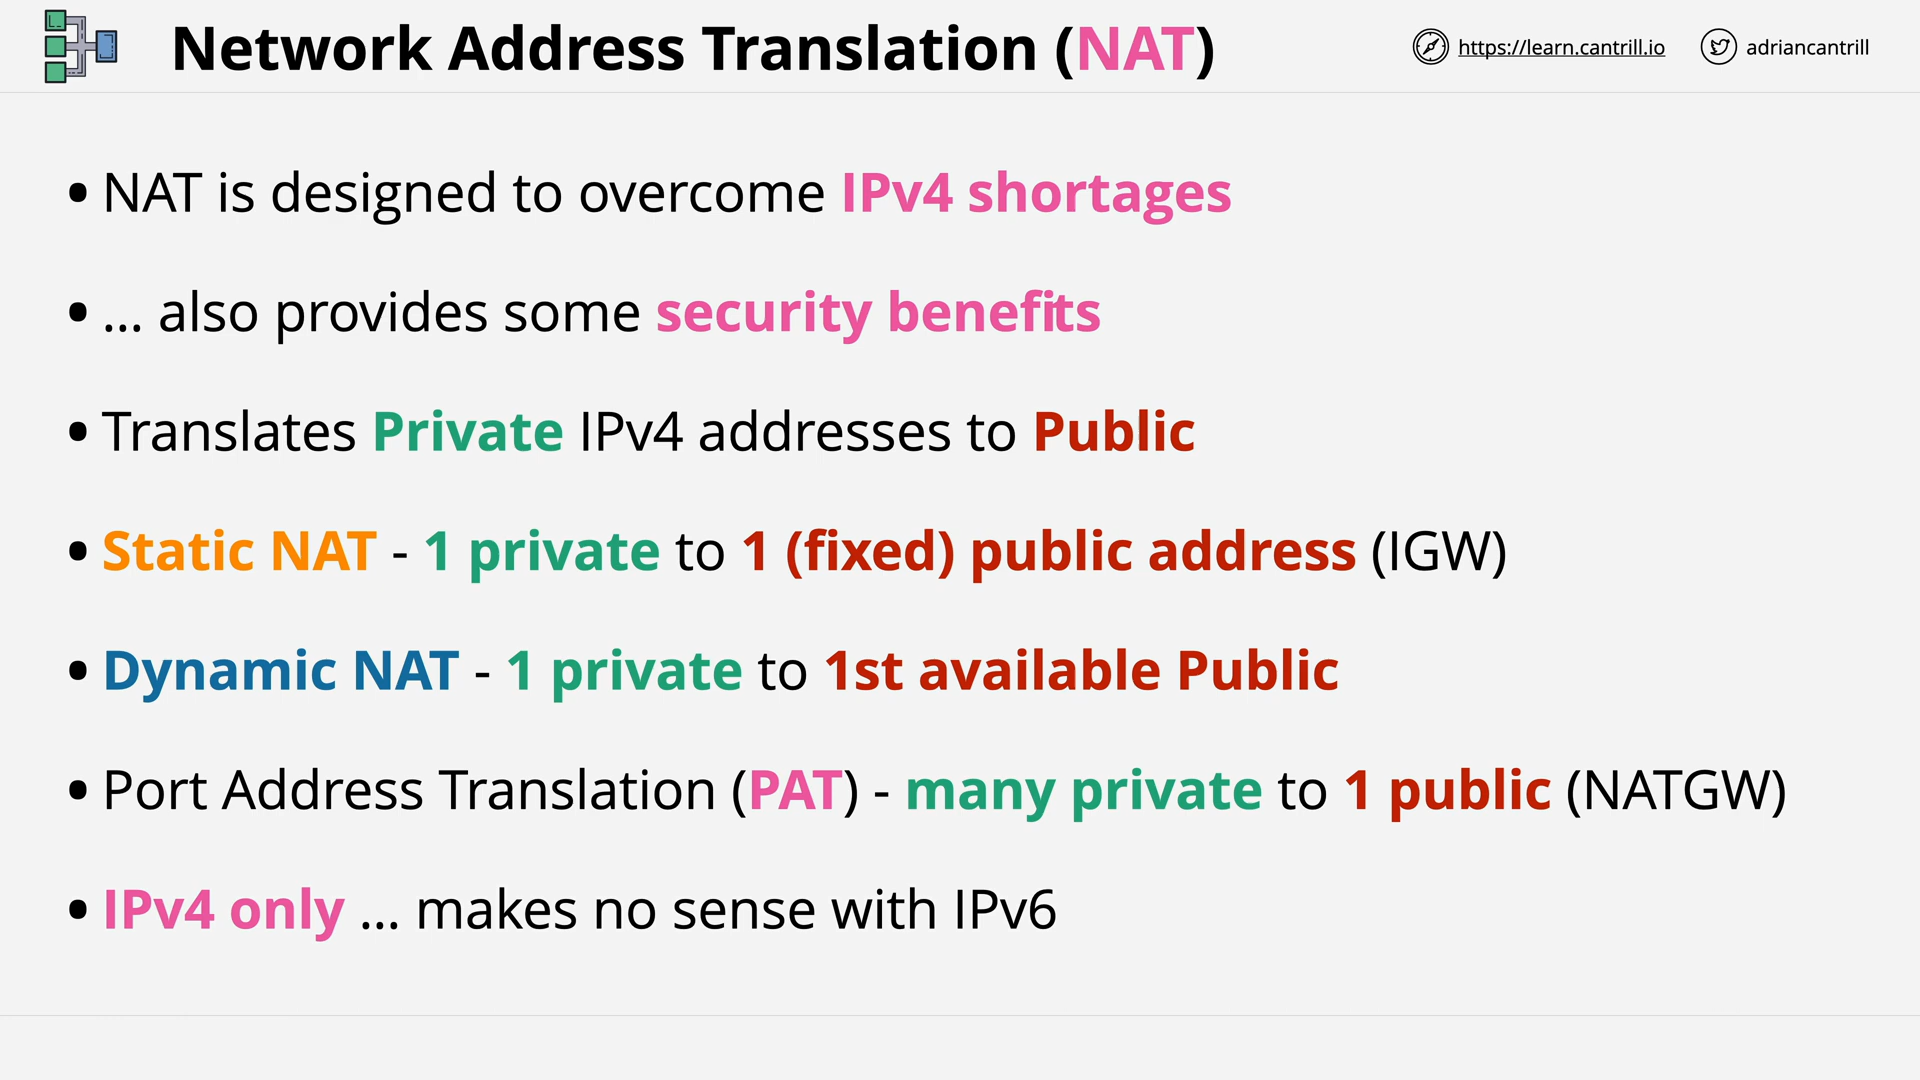 Network Address Translation (NAT)
https://learn.cantrill.io
adriancantrill
• NAT is designed to overcome IPv4 shortages
• ... also provides some security benefits
• Translates Private IPv4 addresses to Public
• Static NAT - 1 private to 1 (fixed) public address (IGW)
• Dynamic NAT - 1 private to 1st available Public
• Port Address Translation (PAT) - many private to 1 public (NATGW)
• IPv4 only ... makes no sense with IPv6